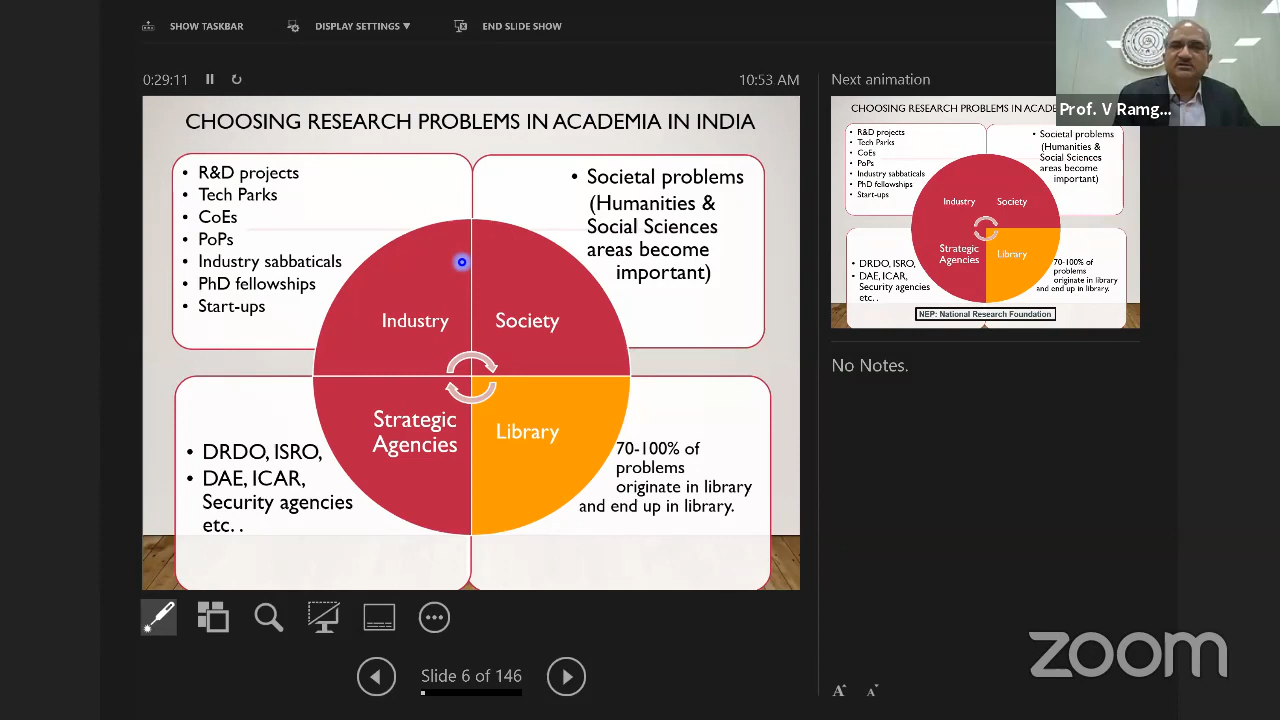 SHOW TASKBAR
DISPLAY SETTINGS ▼
END SLIDE SHOW
0:29:11
10:53 AM
CHOOSING RESEARCH PROBLEMS IN ACADEMIA IN INDIA
• R&D projects
• Tech Parks
• CoEs
• PoPs
• Industry sabbaticals
• PhD fellowships
• Start-ups
• Societal problems
(Humanities &
Social Sciences
areas become
important)
Industry
Society
Strategic
Agencies
Library
• DRDO, ISRO,
• DAE, ICAR,
Security agencies
etc. .
70-100% of
problems
originate in library
and end up in library.
Slide 6 of 146
Next animation
Prof. V Ramg...
CHOOSING RESEARCH PROBLEMS IN ACADE
• R&D projects
• Tech Parks
• CoEs
• PoPs
• Industry sabbaticals
• PhD fellowships
• Start-ups
• Societal problems
(Humanities &
Social Sciences
areas become
important)
Industry
Society
Strategic
Agencies
Library
• DRDO, ISRO,
• DAE, ICAR,
Security agencies
etc. .
70-100% of
problems
originate in library
and end up in library.
NEP: National Research Foundation
No Notes.
zoom
A A